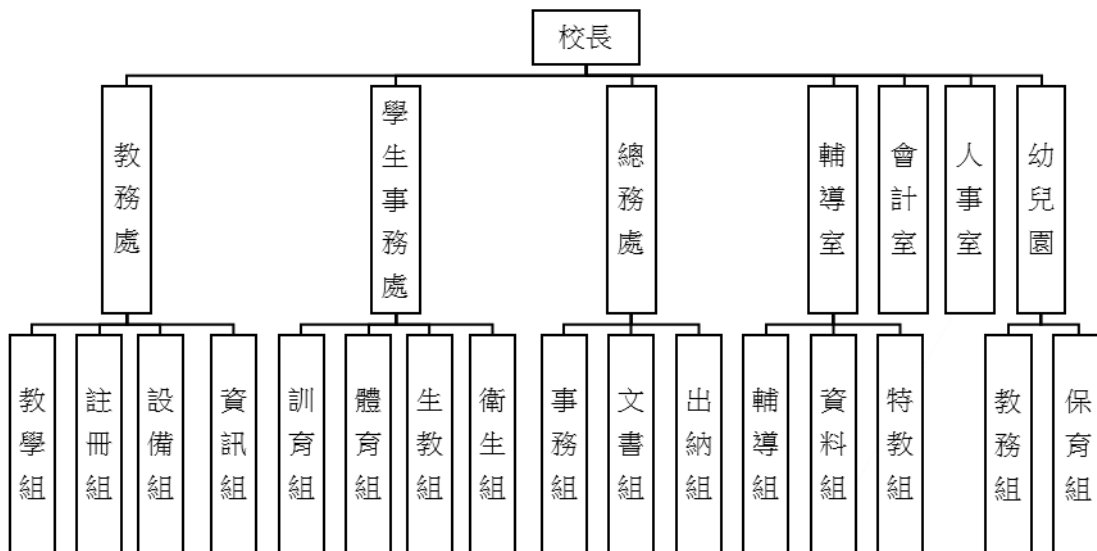 校長
教務處
學生事務處
總務處
輔導室
會計室
人事室
幼兒園
教學組
註冊組
設備組
資訊組
訓育組
體育組
生教組
衛生組
事務組
文書組
出納組
輔導組
資料組
特教組
教務組
保育組